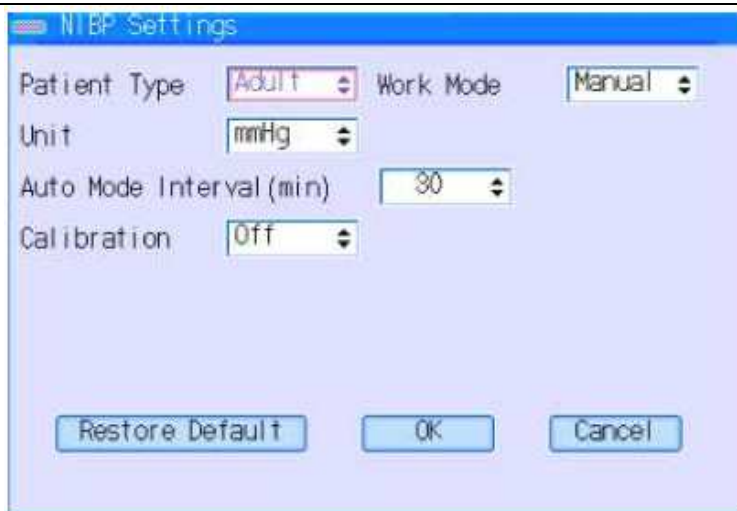 NIBP Settings
Patient Type Adult Work Mode Manual
Unit mmHg
Auto Mode Interval(min) 30
Calibration Off
Restore Default OK Cancel